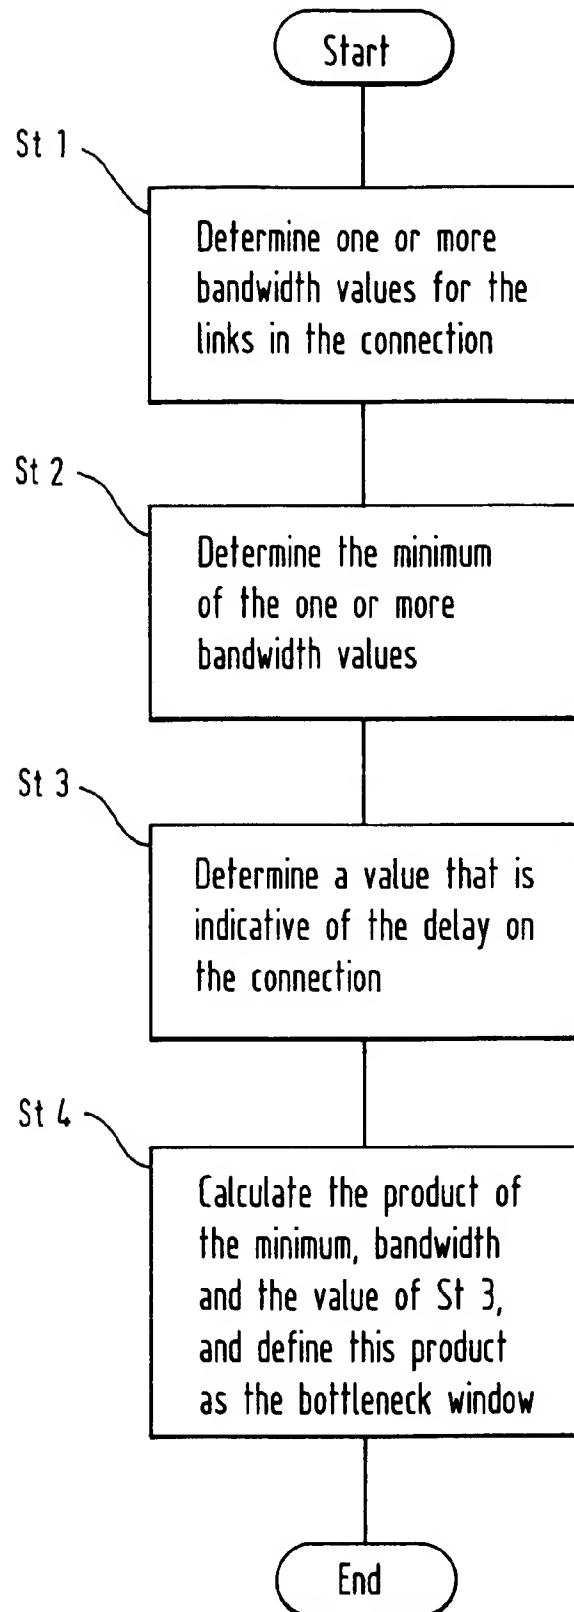 Start
St 1
Determine one or more
bandwidth values for the
links in the connection
St 2
Determine the minimum
of the one or more
bandwidth values
St 3
Determine a value that is
indicative of the delay on
the connection
St 4
Calculate the product of
the minimum, bandwidth
and the value of St 3,
and define this product
as the bottleneck window
End